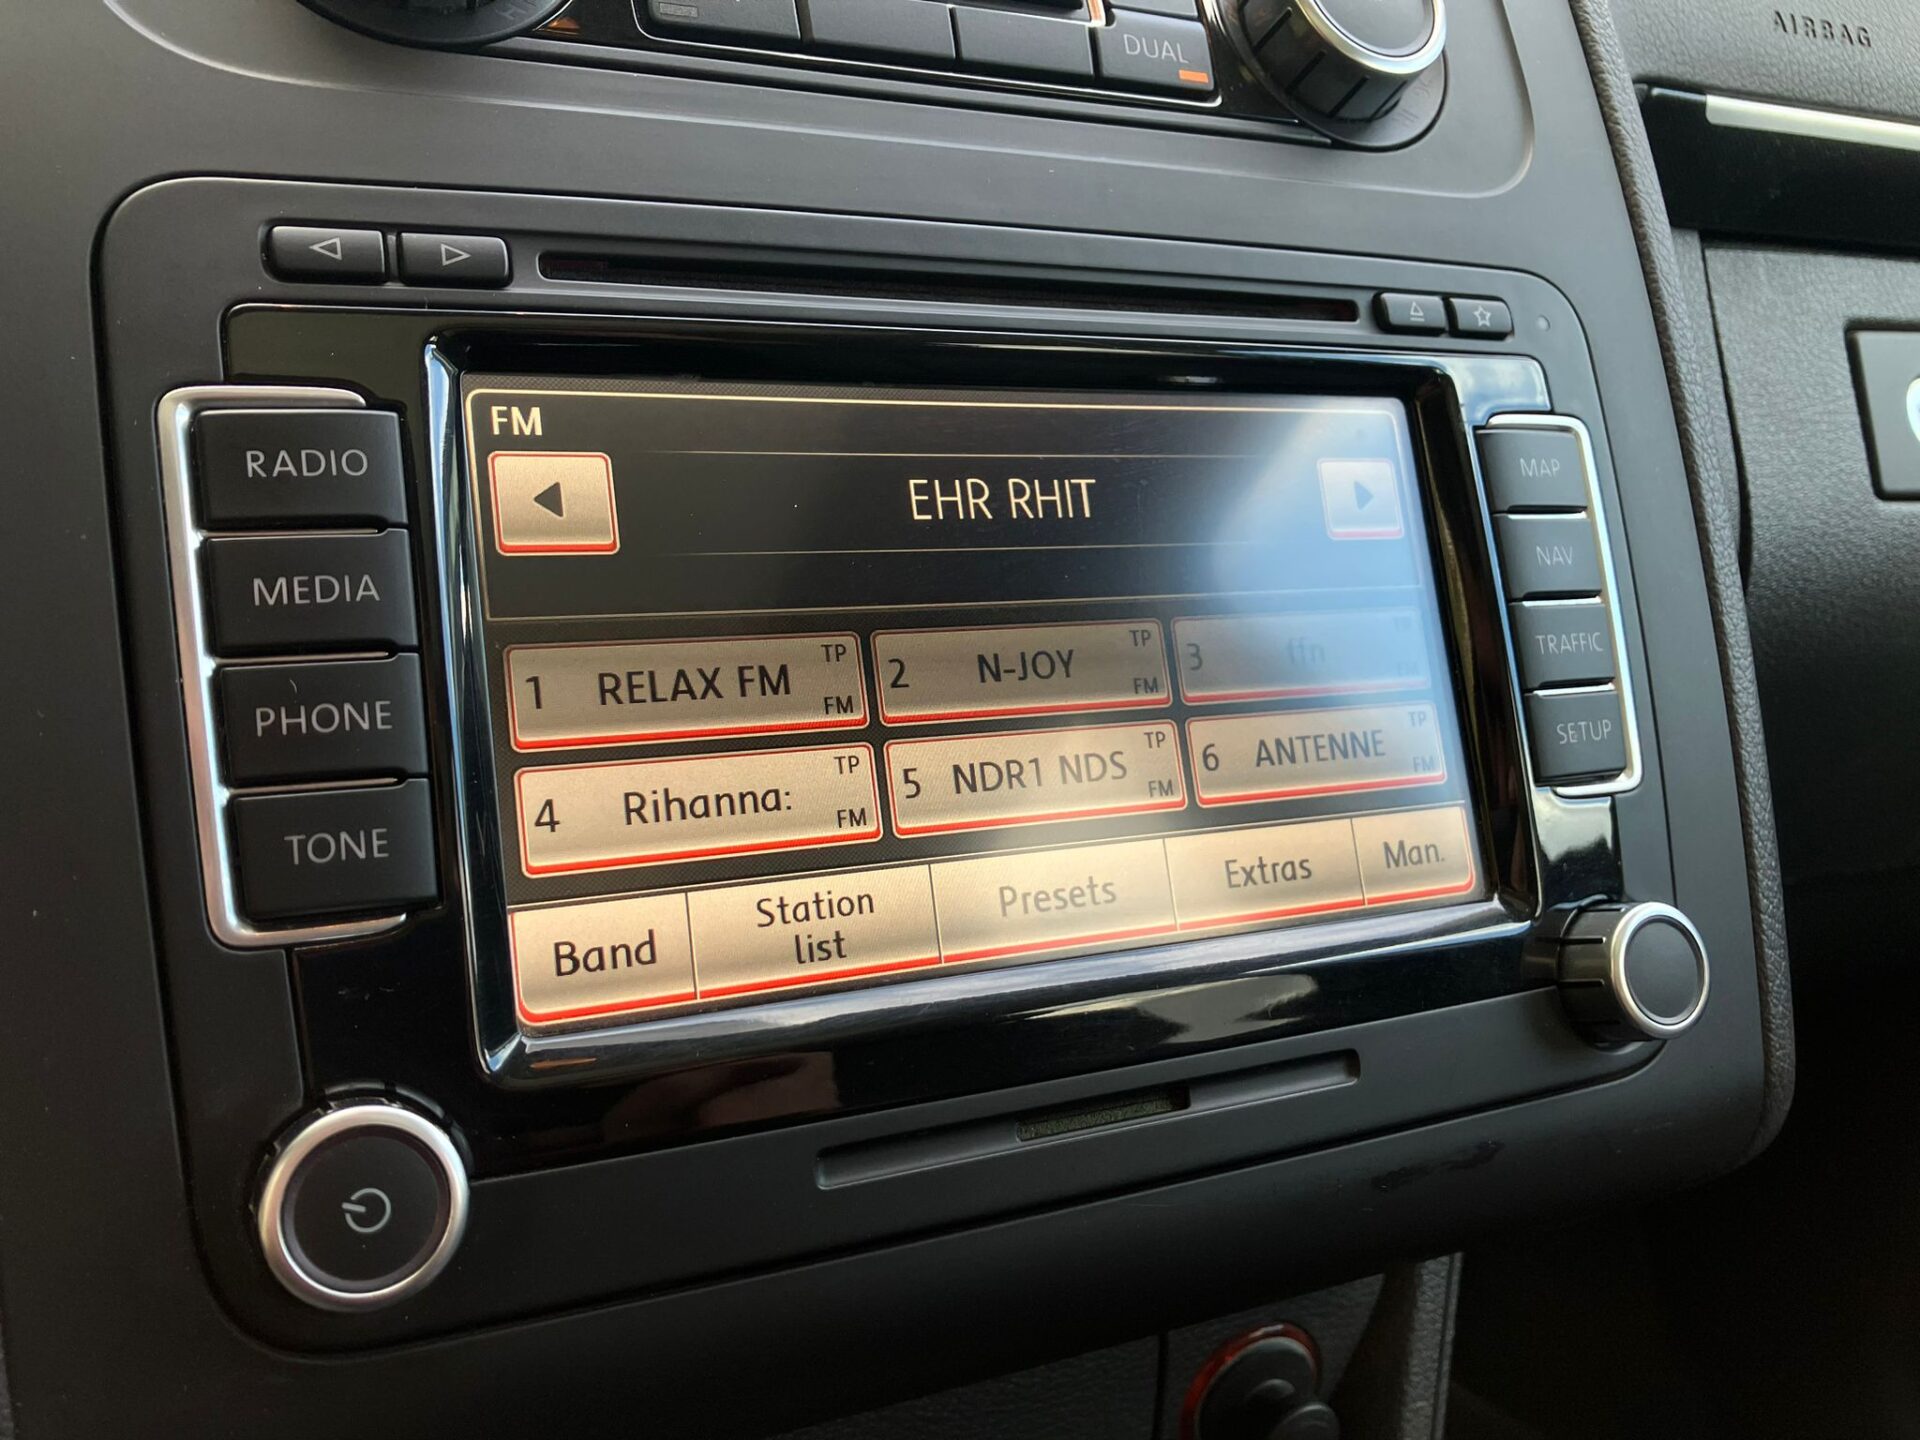 AIRBAG
DUAL
RADIO
MEDIA
PHONE
TONE
FM
EHR RHIT
1 RELAX FM TP FM
2 N-JOY TP FM
3 ffn
4 Rihanna: TP FM
5 NDR1 NDS TP FM
6 ANTENNE TP FM
Band
Station
list
Presets
Extras
Man.
MAP
NAV
TRAFFIC
SETUP